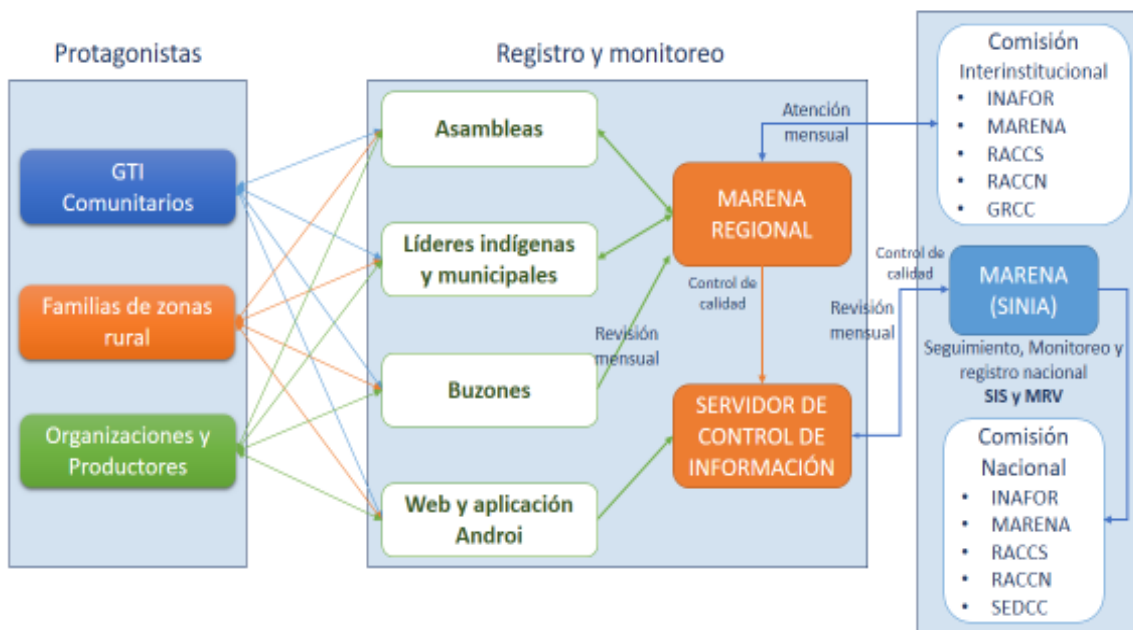 Protagonistas
GTI
Comunitarios
Familias de zonas
rural
Organizaciones y
Productores
Registro y monitoreo
Asambleas
Líderes indígenas
y municipales
Buzones
Web y aplicación
Androi
Revisión
mensual
MARENA
REGIONAL
Control de
calidad
SERVIDOR DE
CONTROL DE
INFORMACIÓN
Atención
mensual
Revisión
mensual
Control de
calidad
Comisión
Interinstitucional
• INAFOR
• MARENA
• RACCS
• RACCN
• GRCC
MARENA
(SINIA)
Seguimiento, Monitoreo y
registro nacional
SIS y MRV
Comisión
Nacional
• INAFOR
• MARENA
• RACCS
• RACCN
• SEDCC